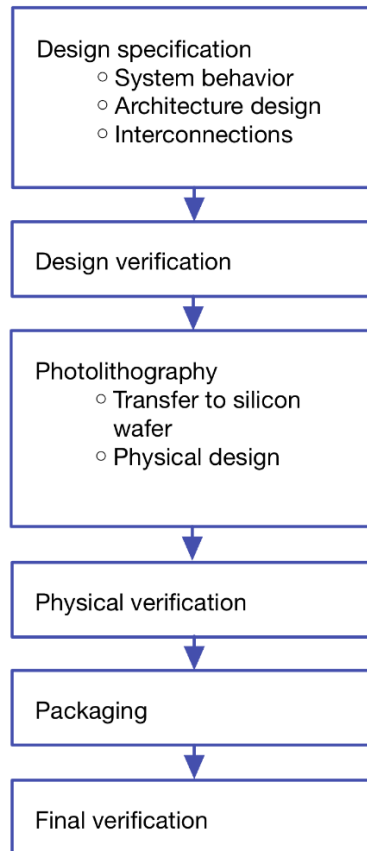 Design specification
○ System behavior
○ Architecture design
○ Interconnections
Design verification
Photolithography
○ Transfer to silicon
wafer
○ Physical design
Physical verification
Packaging
Final verification